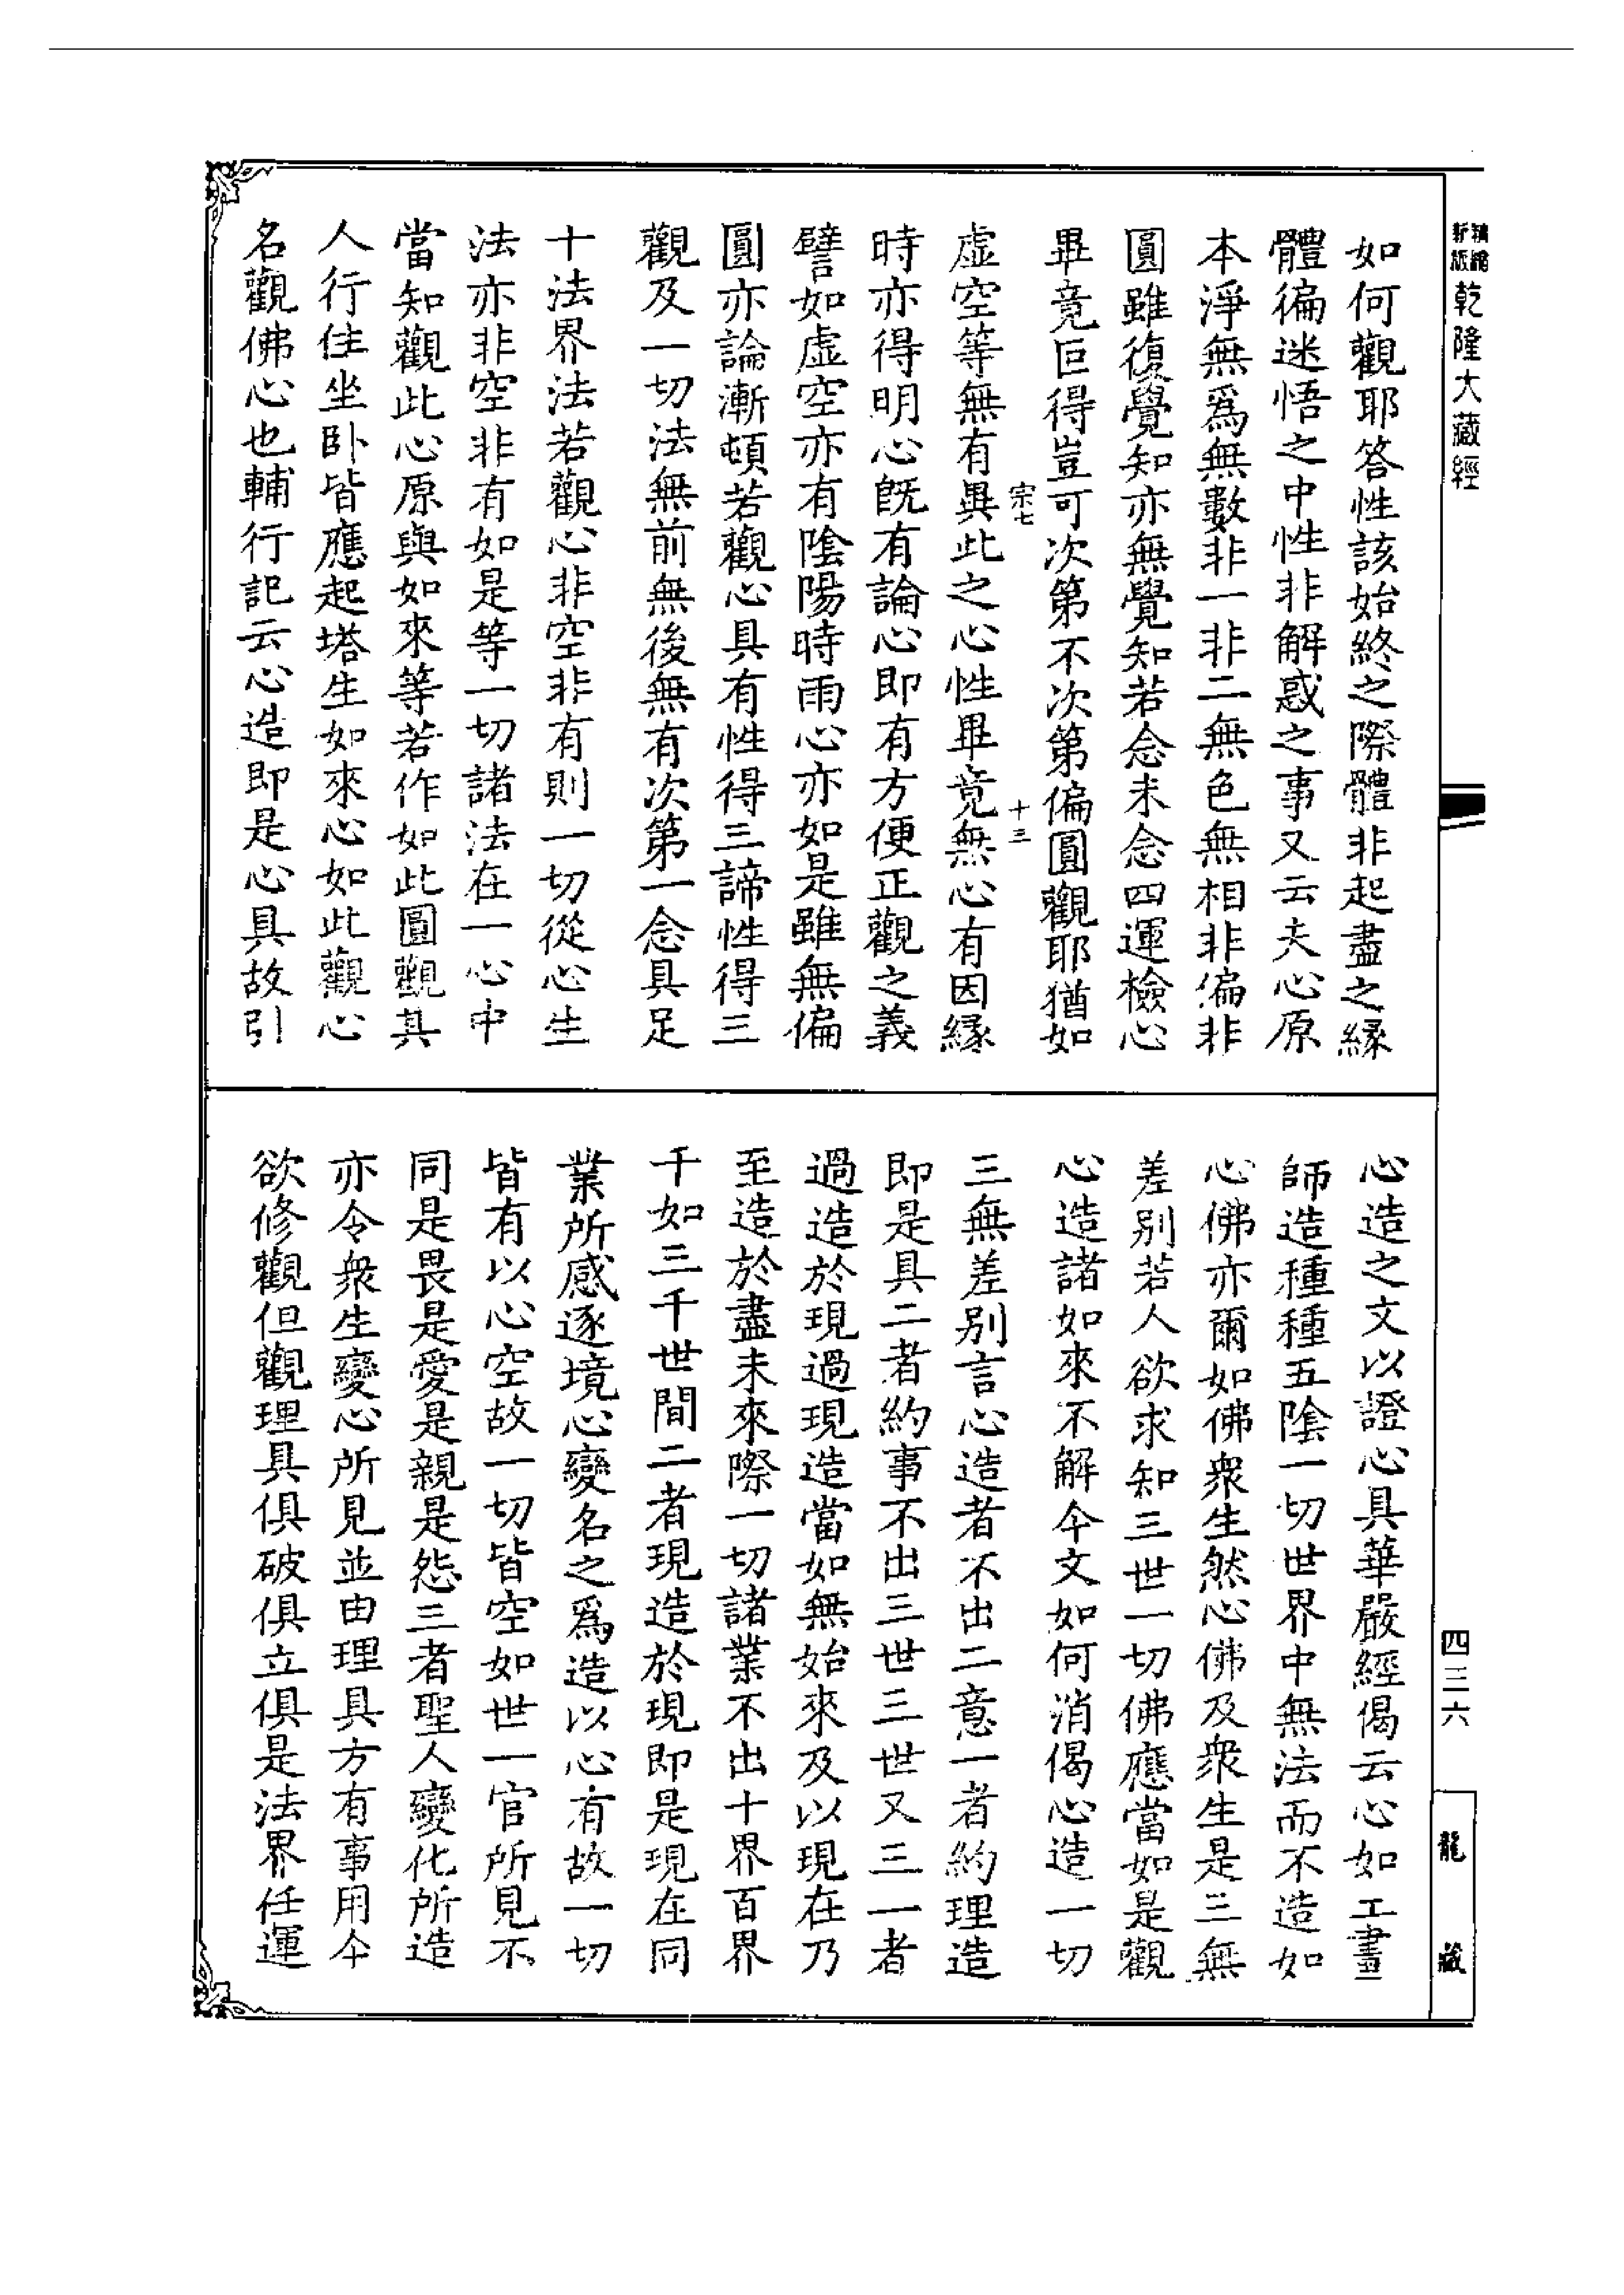 新編
新版
乾隆大藏經
如何觀耶答性該始終之際體非起盡之緣
體徧迷悟之中性非解惑之事又云夫心原
本淨無爲無數非一非二無色無相非偏非
圓雖復覺知亦無覺知若念未念四運檢心
畢竟叵得豈可次第不次第偏圓觀耶猶如
宗七
十三
虛空等無有異此之心性畢竟無心有因緣
時亦得明心旣有論心即有方便正觀之義
譬如虛空亦有陰陽時雨心亦如是雖無偏
圓亦論漸頓若觀心具有性得三諦性得三
觀及一切法無前無後無有次第一念具足
十法界法若觀心非空非有則一切從心生
法亦非空非有如是等一切諸法在一心中
當知觀此心原與如來等若作如此圓觀其
人行住坐臥皆應起塔生如來心如此觀心
名觀佛心也輔行記云心造即是心具故引
心造之文以證心具華嚴經偈云心如工畫
師造種種五陰一切世界中無法而不造如
心佛亦爾如佛衆生然心佛及衆生是三無
差別若人欲求知三世一切佛應當如是觀
心造諸如來不解今文如何消偈心造一切
三無差別言心造者不出二意一者約理造
即是具二者約事不出三世三世又三一者
過造於現過現造當如無始來及以現在乃
至造於盡未來際一切諸業不出十界百界
千如三千世間二者現造於現即是現在同
業所感逐境心變名之爲造以心有故一切
皆有以心空故一切皆空如世一官所見不
同是畏是愛是親是怨三者聖人變化所造
亦令衆生變心所見並由理具方有事用今
欲修觀但觀理具俱破俱立俱是法界任運
四三六
龍藏